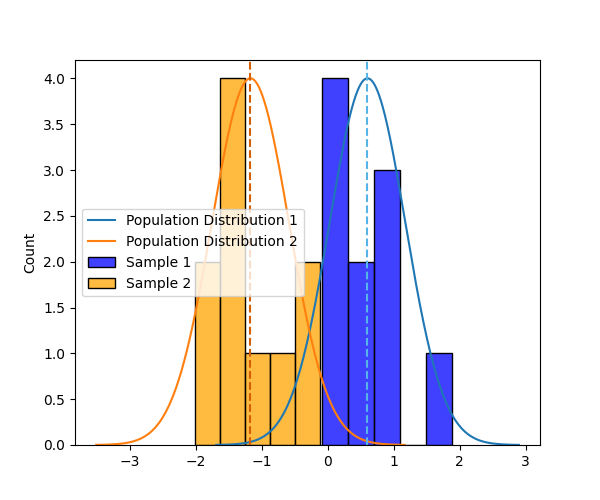 4.0
3.5
3.0
2.5
2.0
1.5
1.0
0.5
0.0
Count
Population Distribution 1
Population Distribution 2
Sample 1
Sample 2
−3 −2 −1 0 1 2 3